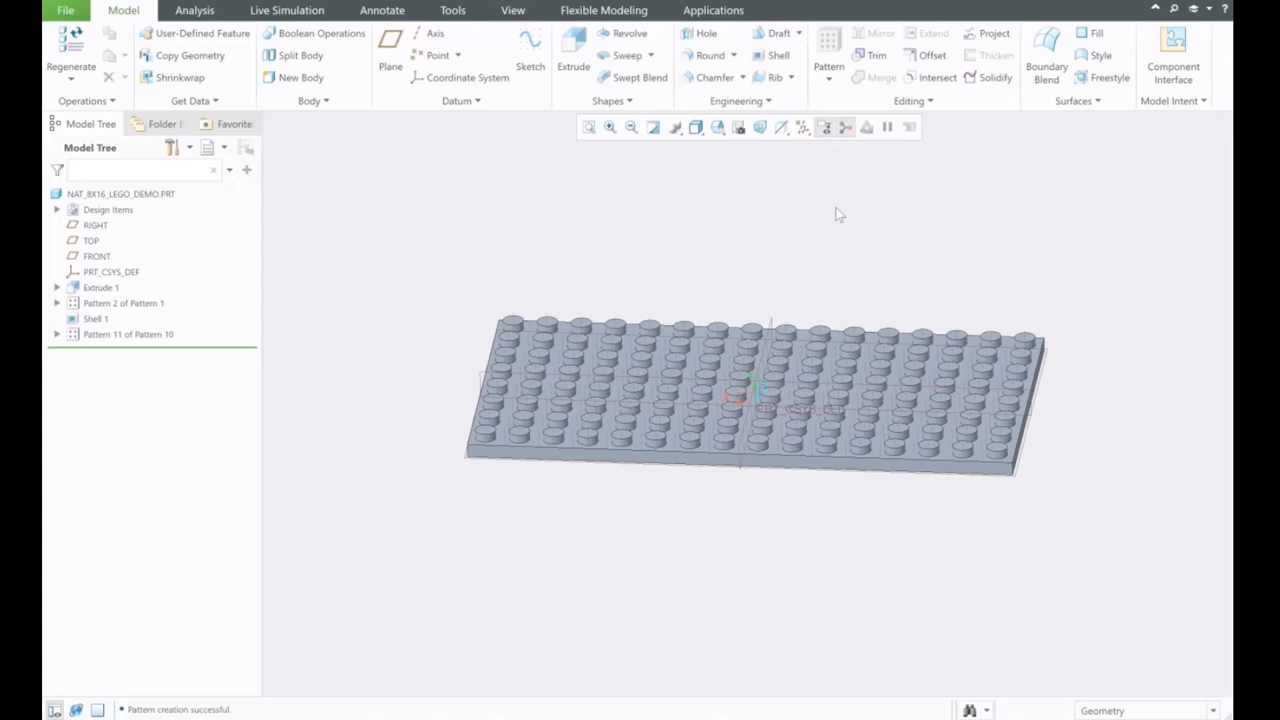 File Model Analysis Live Simulation Annotate Tools View Flexible Modeling Applications
Regenerate
User-Defined Feature
Copy Geometry
Shrinkwrap
Boolean Operations
Split Body
New Body
Plane
Axis
Point
Coordinate System
Sketch
Extrude
Revolve
Sweep
Swept Blend
Hole
Round
Chamfer
Draft
Shell
Rib
Pattern
Mirror
Trim
Merge
Extend
Offset
Intersect
Project
Thicken
Solidify
Boundary
Blend
Fill
Style
Freestyle
Component
Interface
Operations Get Data Body Datum Shapes Engineering Editing Surfaces Model Intent
Model Tree Folder Favorite
Model Tree
NAT_8X16_LEGO_DEMO.PRT
Design Items
RIGHT
TOP
FRONT
PRT_CSYS_DEF
Extrude 1
Pattern 2 of Pattern 1
Shell 1
Pattern 11 of Pattern 10
• Pattern creation successful.
Geometry